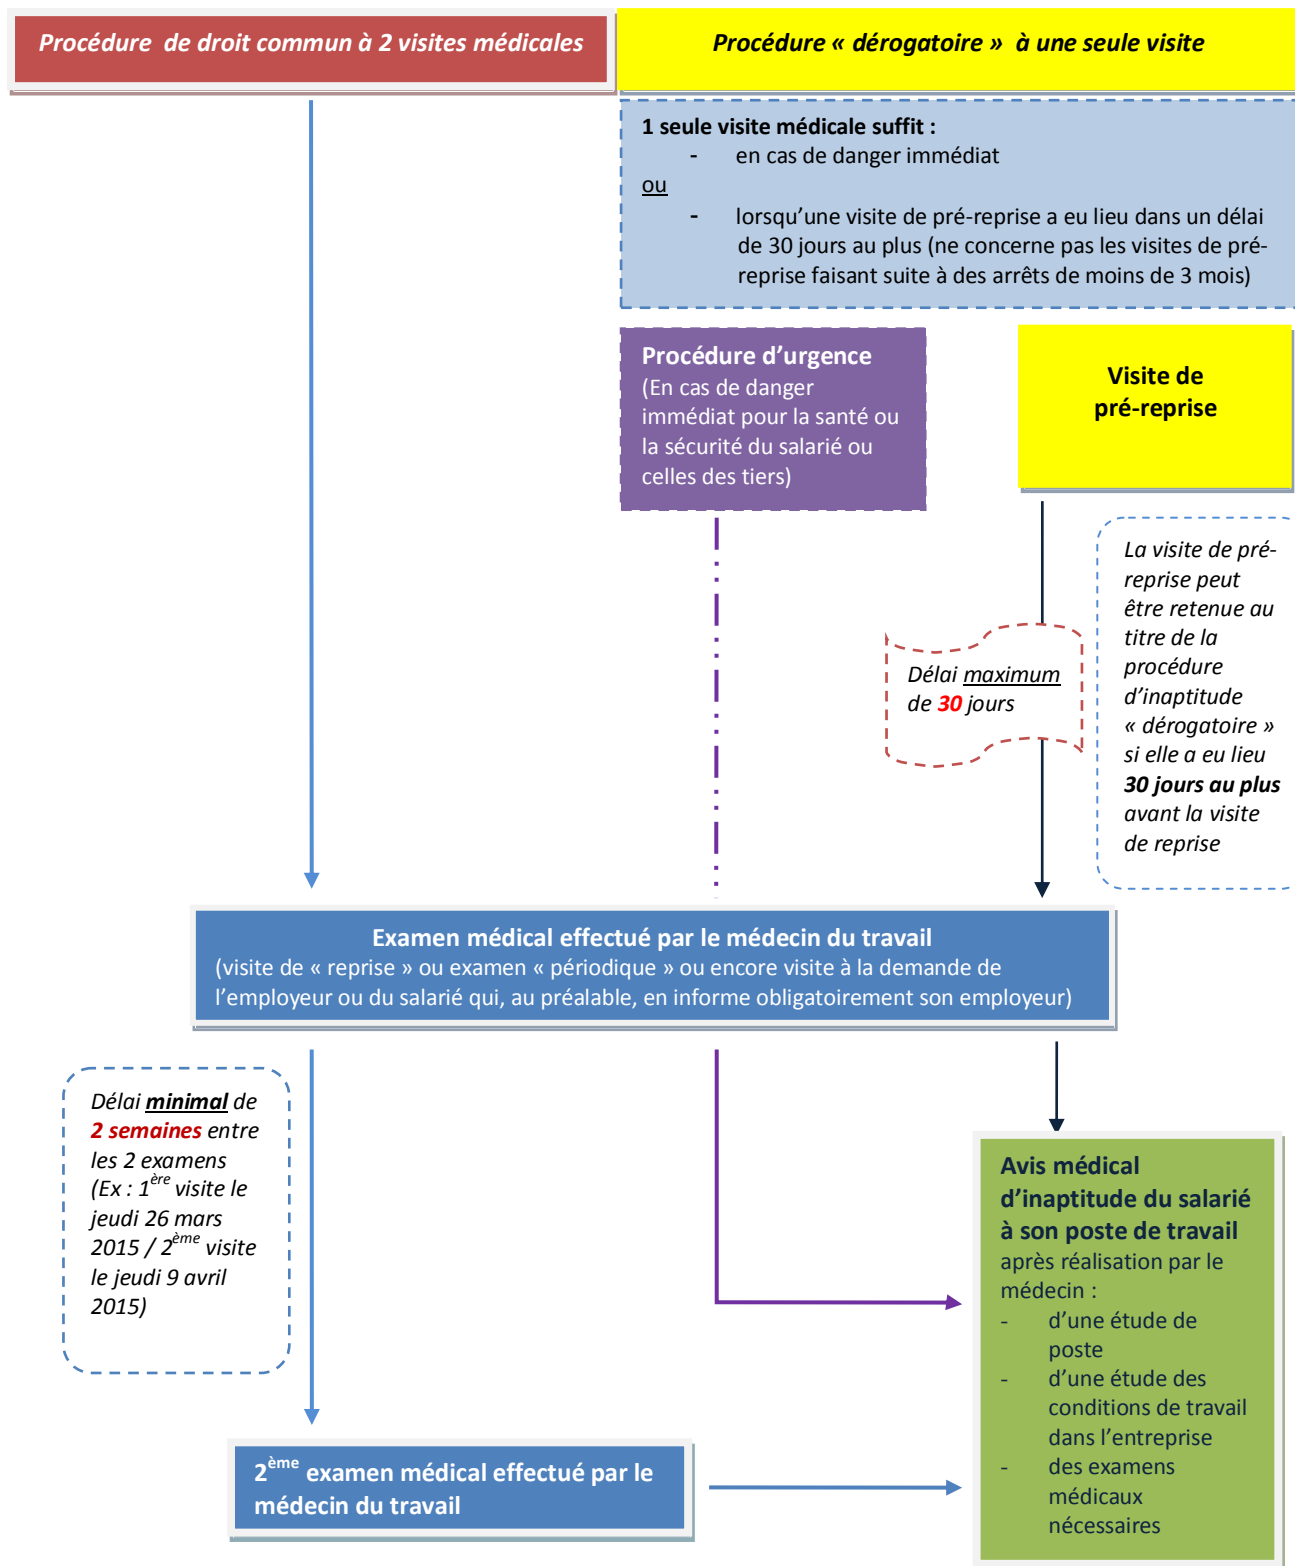 Procédure de droit commun à 2 visites médicales
Procédure « dérogatoire » à une seule visite
1 seule visite médicale suffit :
- en cas de danger immédiat
ou
- lorsqu'une visite de pré-reprise a eu lieu dans un délai
de 30 jours au plus (ne concerne pas les visites de pré-
reprise faisant suite à des arrêts de moins de 3 mois)
Procédure d'urgence
(En cas de danger
immédiat pour la santé ou
la sécurité du salarié ou
celles des tiers)
Visite de
pré-reprise
La visite de pré-
reprise peut
être retenue au
titre de la
procédure
d'inaptitude
« dérogatoire »
si elle a eu lieu
30 jours au plus
avant la visite
de reprise
Délai maximum
de 30 jours
Examen médical effectué par le médecin du travail
(visite de « reprise » ou examen « périodique » ou encore visite à la demande de
l'employeur ou du salarié qui, au préalable, en informe obligatoirement son employeur)
Délai minimal de
2 semaines entre
les 2 examens
(Ex : 1ère visite le
jeudi 26 mars
2015 / 2ème visite
le jeudi 9 avril
2015)
Avis médical
d'inaptitude du salarié
à son poste de travail
après réalisation par le
médecin :
- d'une étude de
poste
- d'une étude des
conditions de travail
dans l'entreprise
- des examens
médicaux
nécessaires
2ème examen médical effectué par le
médecin du travail